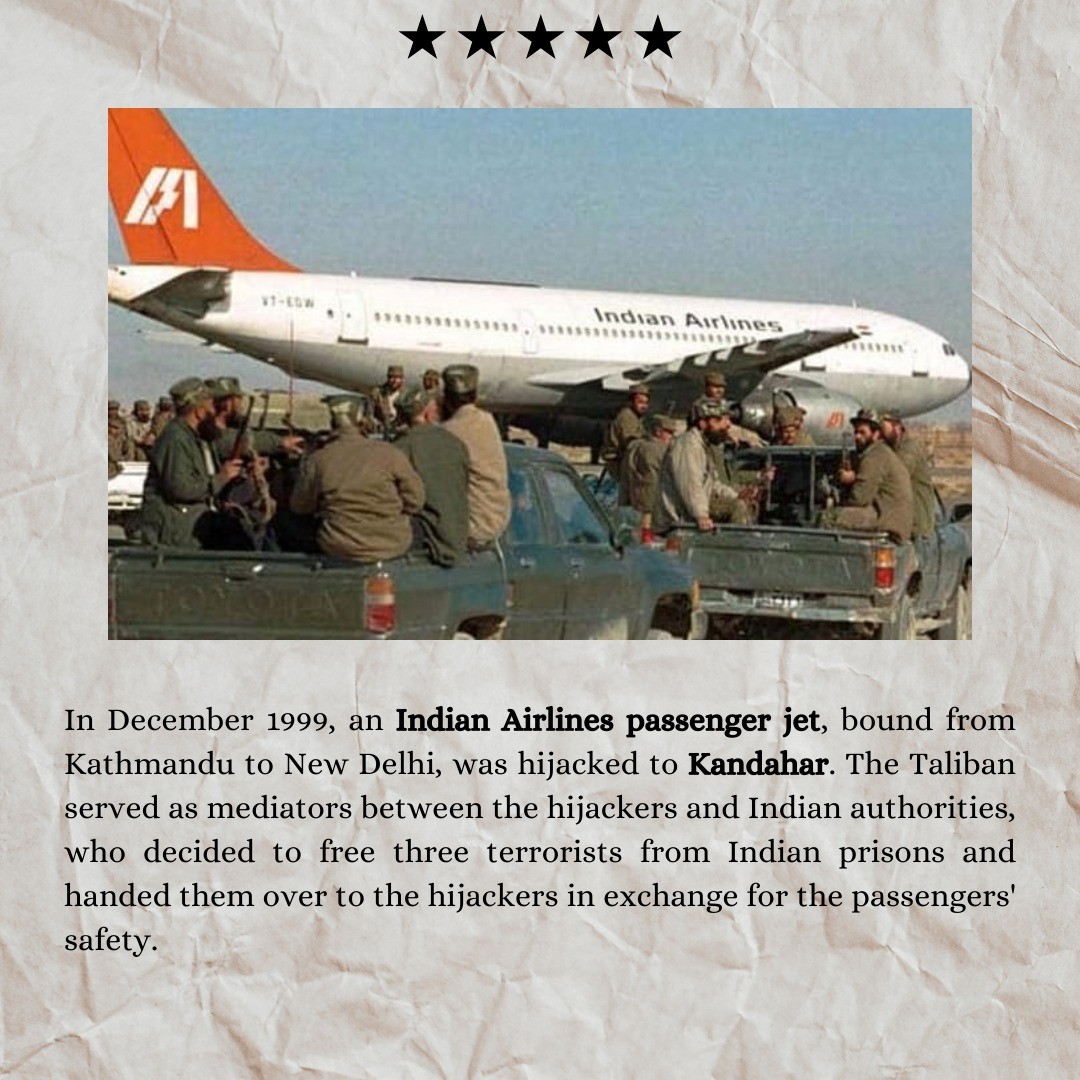 VT-EDW
Indian Airlines
TOYOTA
TOYOTA
In December 1999, an Indian Airlines passenger jet, bound from
Kathmandu to New Delhi, was hijacked to Kandahar. The Taliban
served as mediators between the hijackers and Indian authorities,
who decided to free three terrorists from Indian prisons and
handed them over to the hijackers in exchange for the passengers'
safety.